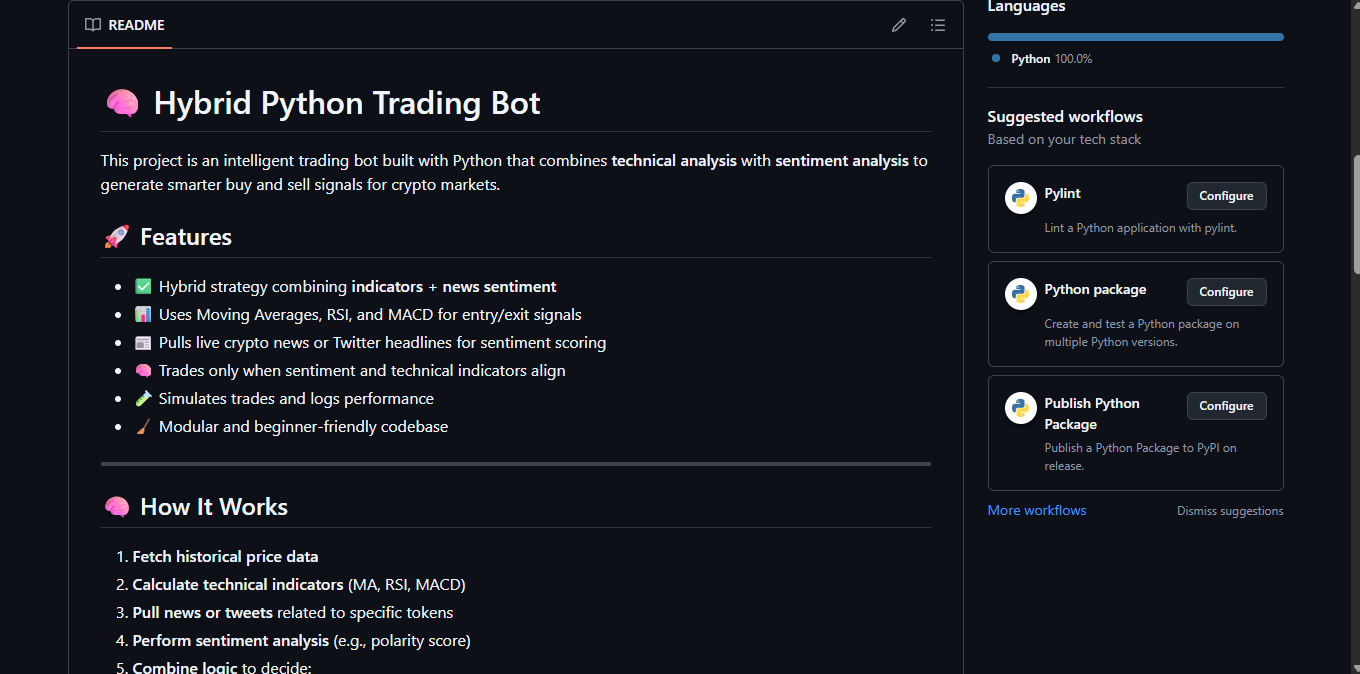 README
Hybrid Python Trading Bot
This project is an intelligent trading bot built with Python that combines technical analysis with sentiment analysis to
generate smarter buy and sell signals for crypto markets.
Features
Hybrid strategy combining indicators + news sentiment
Uses Moving Averages, RSI, and MACD for entry/exit signals
Pulls live crypto news or Twitter headlines for sentiment scoring
Trades only when sentiment and technical indicators align
Simulates trades and logs performance
Modular and beginner-friendly codebase
How It Works
1. Fetch historical price data
2. Calculate technical indicators (MA, RSI, MACD)
3. Pull news or tweets related to specific tokens
4. Perform sentiment analysis (e.g., polarity score)
5. Combine logic to decide:
Languages
Python 100.0%
Suggested workflows
Based on your tech stack
Pylint
Configure
Lint a Python application with pylint.
Python package
Configure
Create and test a Python package on
multiple Python versions.
Publish Python
Package
Configure
Publish a Python Package to PyPI on
release.
More workflows
Dismiss suggestions